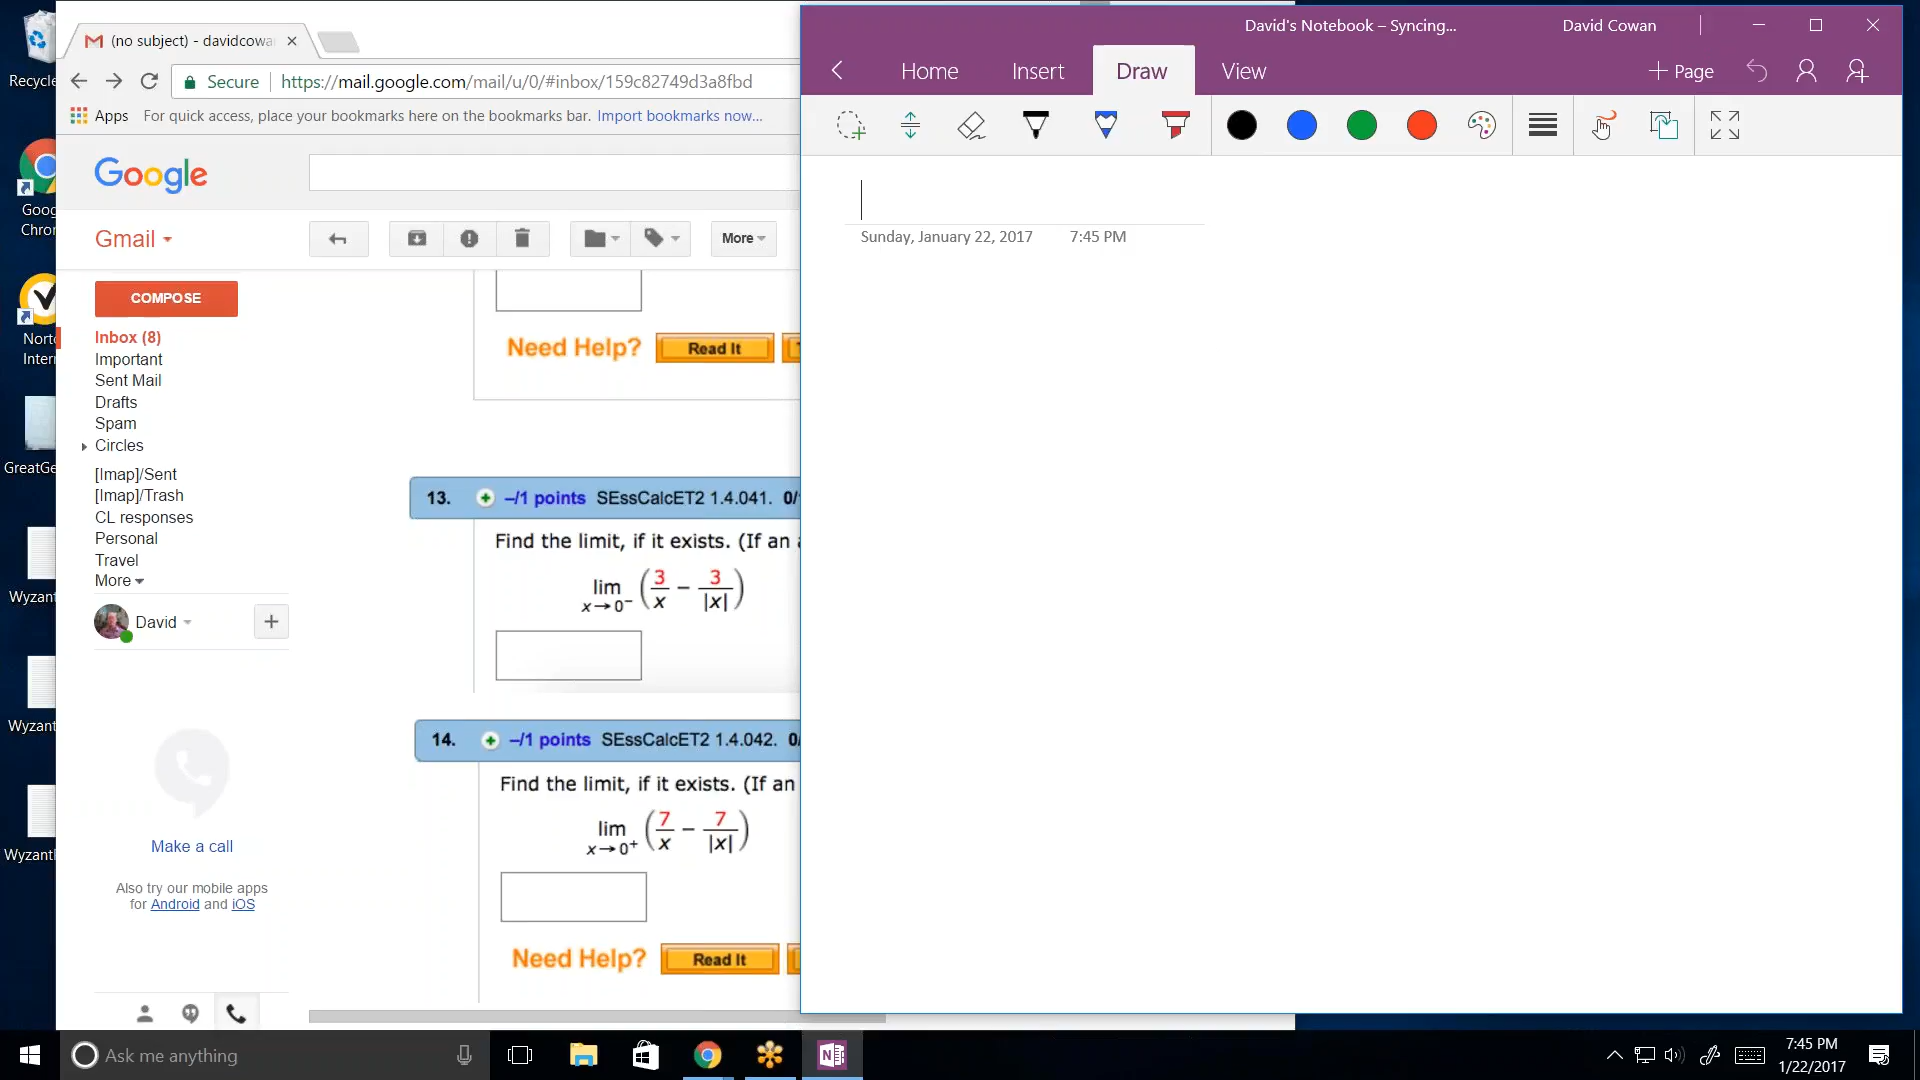 (no subject) - davidcowa
Secure
https://mail.google.com/mail/u/0/#inbox/159c82749d3a8fbd
Apps
For quick access, place your bookmarks here on the bookmarks bar. Import bookmarks now...
Google
Gmail
More
COMPOSE
Inbox (8)
Important
Sent Mail
Drafts
Spam
Circles
[Imap]/Sent
[Imap]/Trash
CL responses
Personal
Travel
More
David
Make a call
Also try our mobile apps
for Android and iOS
Need Help? Read It
13. –/1 points SEssCalcET2 1.4.041. 0/
Find the limit, if it exists. (If an a
lim x→0⁻ (3/x − 3/|x|)
14. –/1 points SEssCalcET2 1.4.042. 0/
Find the limit, if it exists. (If an
lim x→0⁺ (7/x − 7/|x|)
Need Help? Read It
Recycle
Goog
Chron
Norto
Intern
GreatGe
Wyzant
Wyzant
Wyzant
David's Notebook – Syncing...
David Cowan
Home
Insert
Draw
View
Page
Sunday, January 22, 2017 7:45 PM
Ask me anything
7:45 PM
1/22/2017